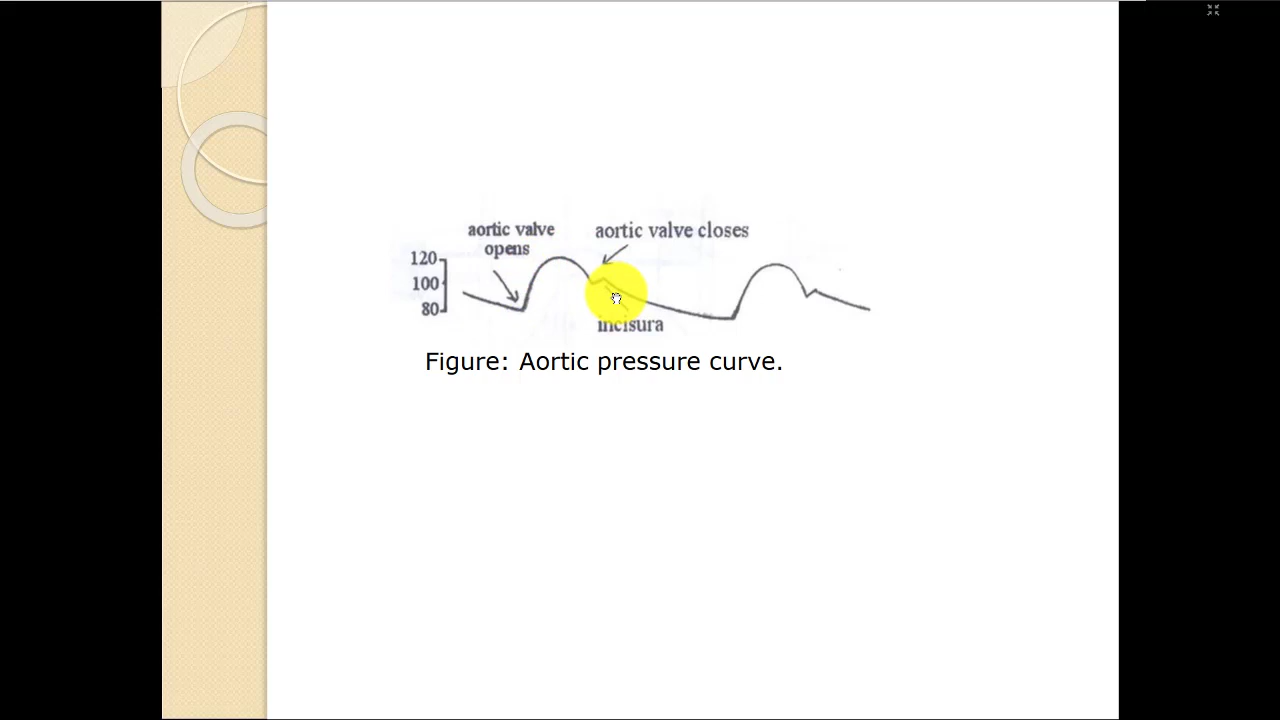 aortic valve
opens
aortic valve closes
120
100
80
incisura
Figure: Aortic pressure curve.